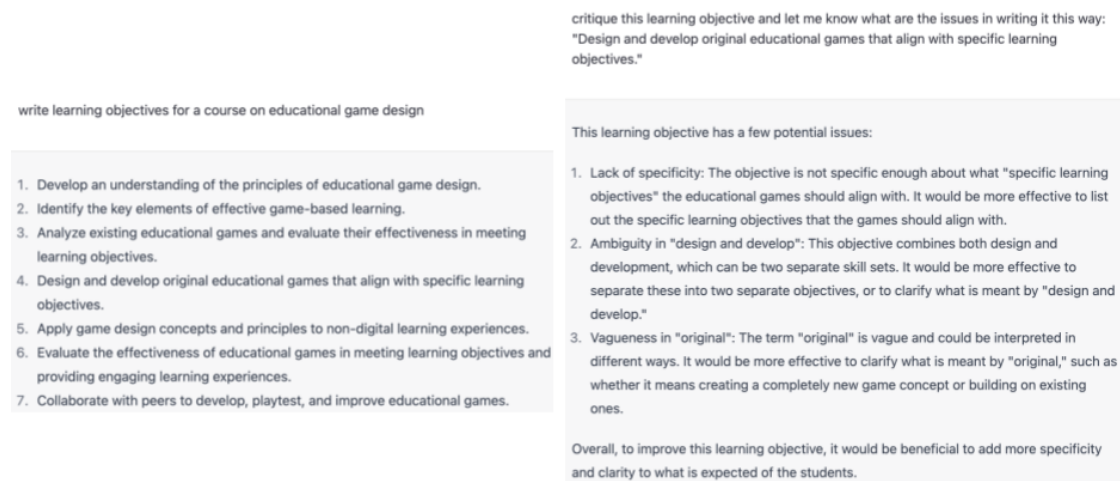 write learning objectives for a course on educational game design
1. Develop an understanding of the principles of educational game design.
2. Identify the key elements of effective game-based learning.
3. Analyze existing educational games and evaluate their effectiveness in meeting
learning objectives.
4. Design and develop original educational games that align with specific learning
objectives.
5. Apply game design concepts and principles to non-digital learning experiences.
6. Evaluate the effectiveness of educational games in meeting learning objectives and
providing engaging learning experiences.
7. Collaborate with peers to develop, playtest, and improve educational games.
critique this learning objective and let me know what are the issues in writing it this way:
"Design and develop original educational games that align with specific learning
objectives."
This learning objective has a few potential issues:
1. Lack of specificity: The objective is not specific enough about what "specific learning
objectives" the educational games should align with. It would be more effective to list
out the specific learning objectives that the games should align with.
2. Ambiguity in "design and develop": This objective combines both design and
development, which can be two separate skill sets. It would be more effective to
separate these into two separate objectives, or to clarify what is meant by "design and
develop."
3. Vagueness in "original": The term "original" is vague and could be interpreted in
different ways. It would be more effective to clarify what is meant by "original," such as
whether it means creating a completely new game concept or building on existing
ones.
Overall, to improve this learning objective, it would be beneficial to add more specificity
and clarity to what is expected of the students.